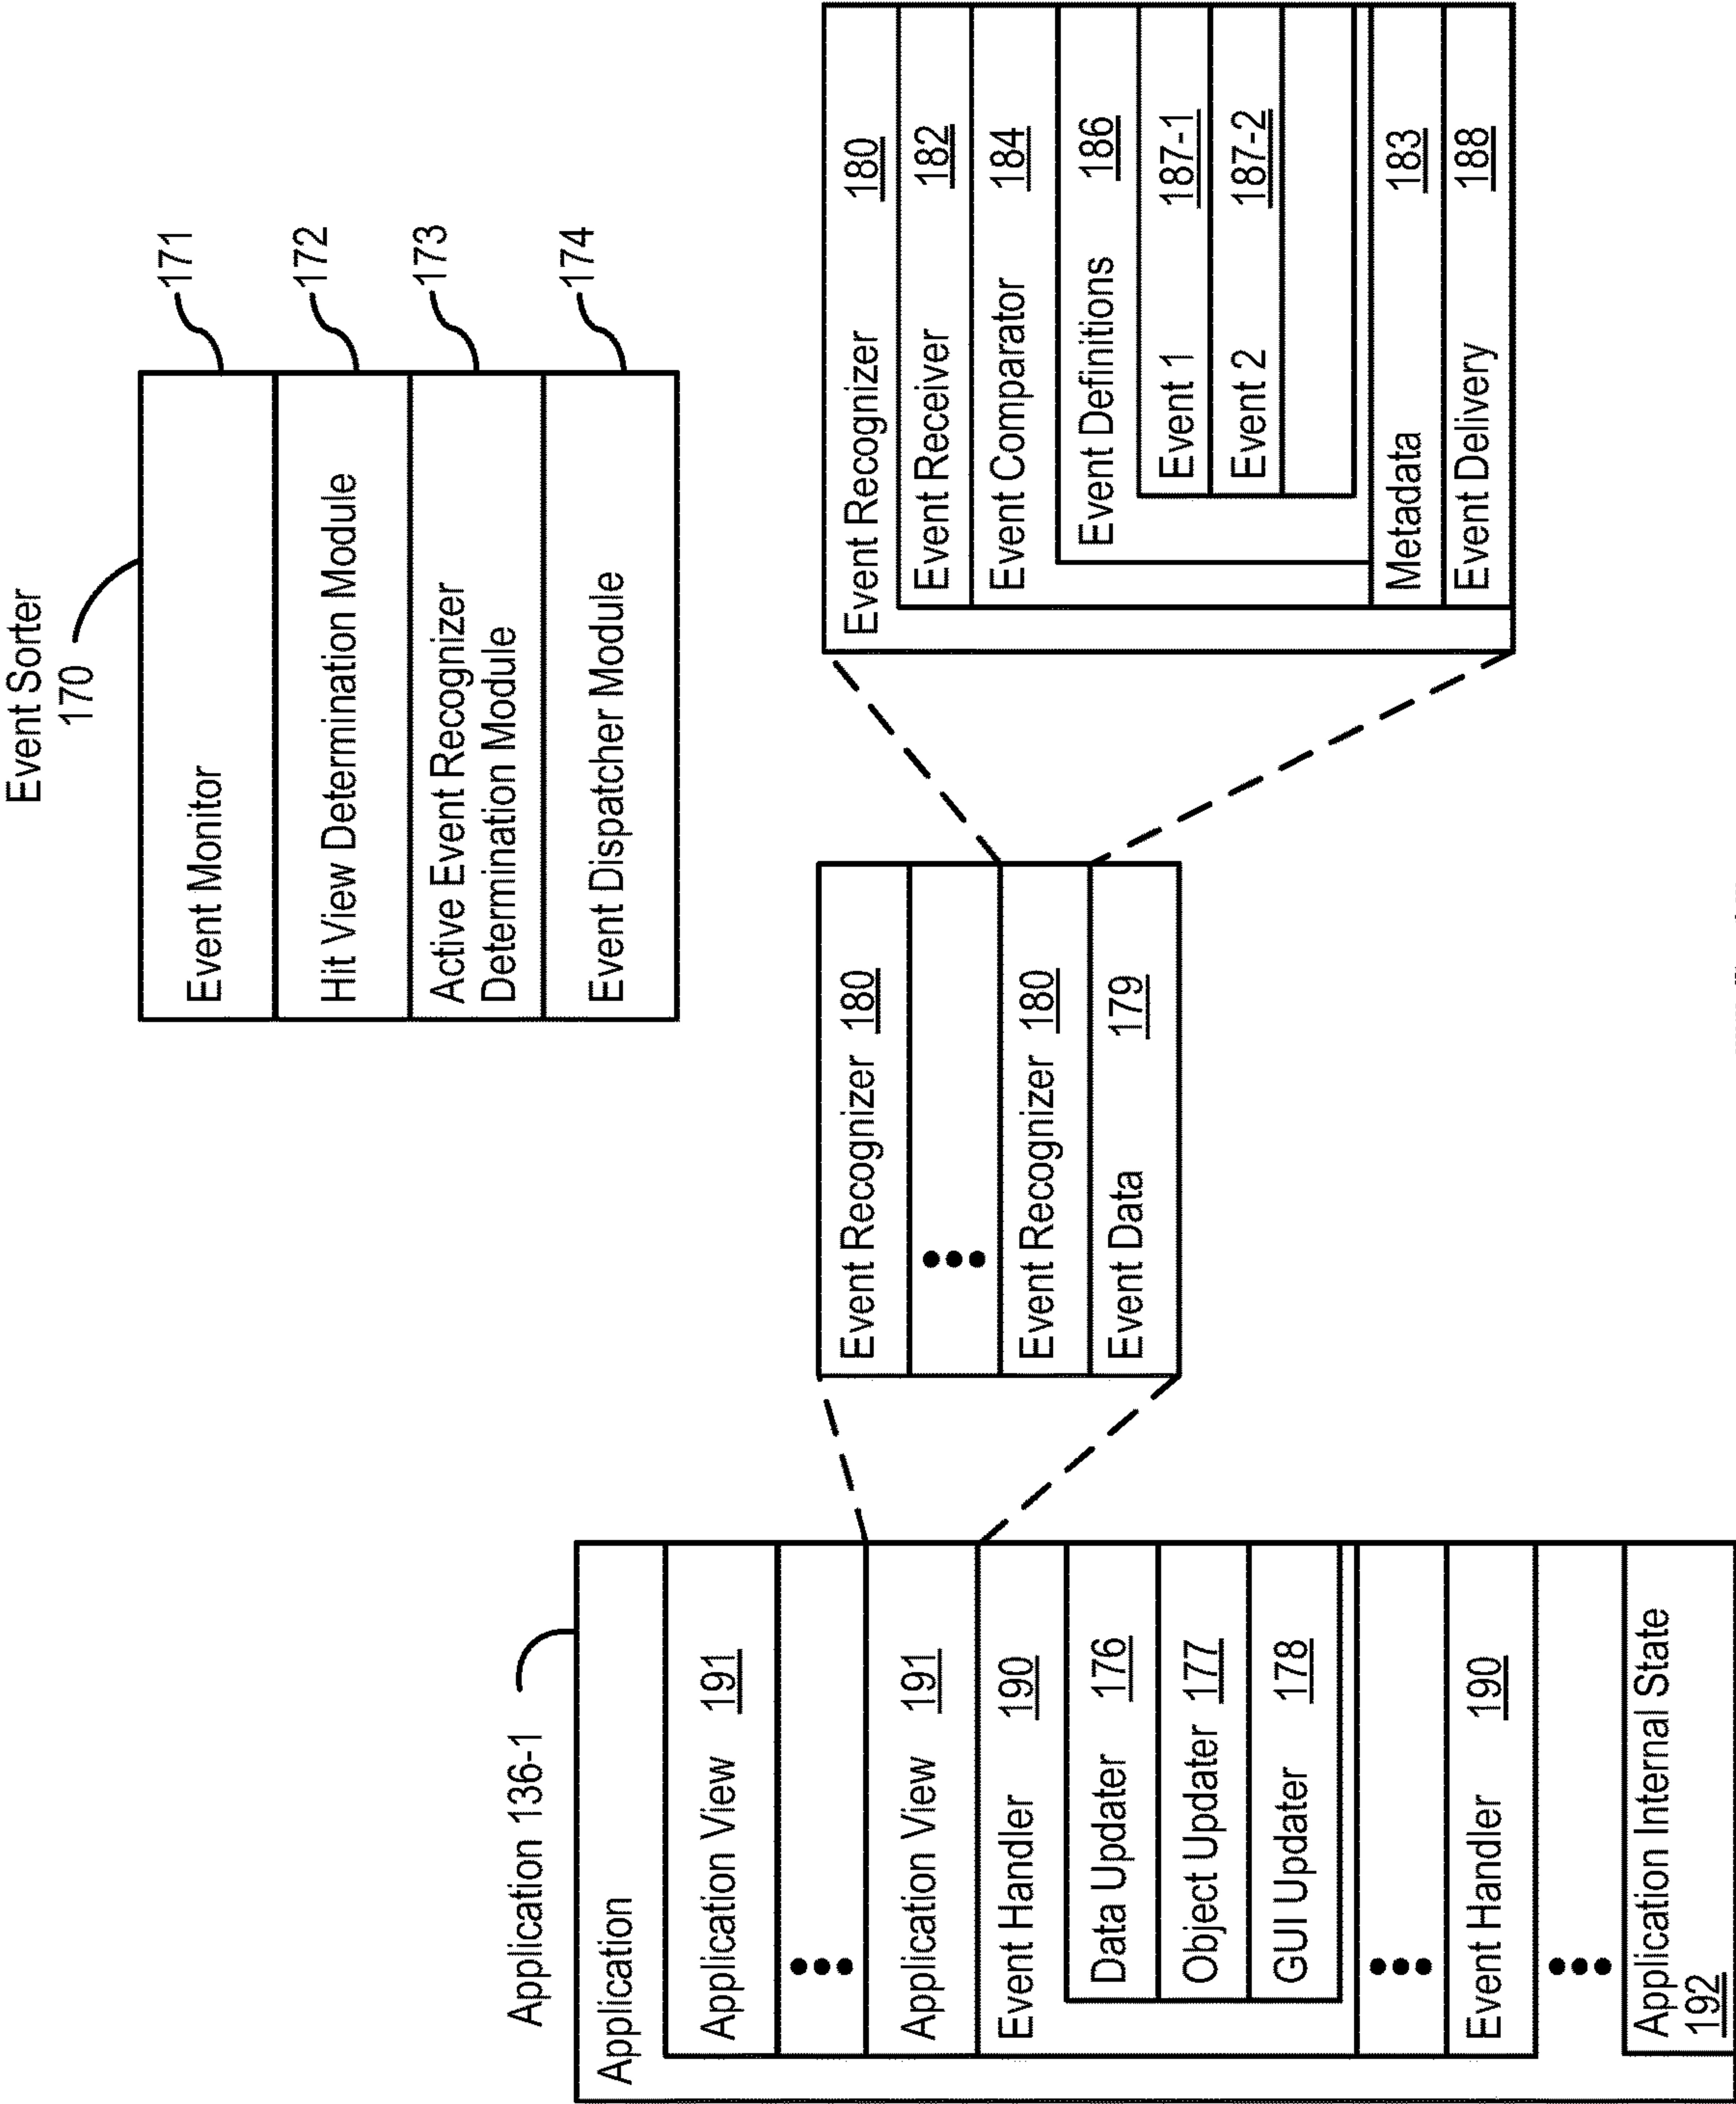 Event Sorter
170
Event Monitor
171
Hit View Determination Module
172
Active Event Recognizer
Determination Module
173
Event Dispatcher Module
174
Application 136-1
Application
Application View 191
Application View 191
Event Handler 190
Data Updater 176
Object Updater 177
GUI Updater 178
Event Handler 190
Application Internal State
192
Event Recognizer 180
Event Recognizer 180
Event Data 179
Event Recognizer 180
Event Receiver 182
Event Comparator 184
Event Definitions 186
Event 1 187-1
Event 2 187-2
Metadata 183
Event Delivery 188